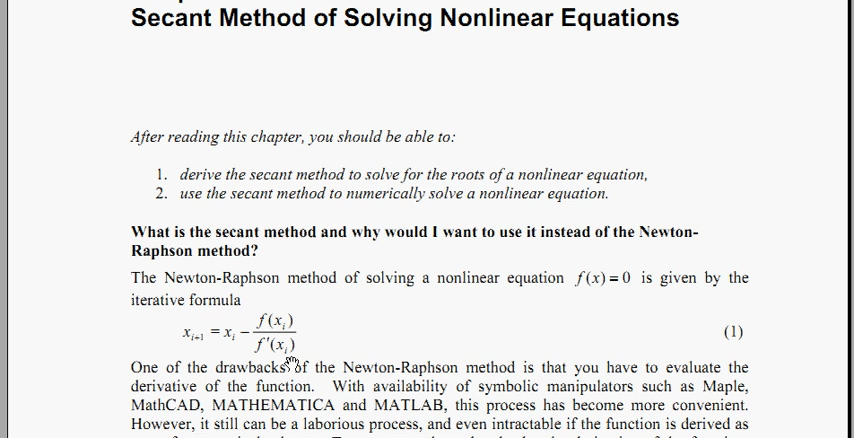 Secant Method of Solving Nonlinear Equations
After reading this chapter, you should be able to:
1. derive the secant method to solve for the roots of a nonlinear equation,
2. use the secant method to numerically solve a nonlinear equation.
What is the secant method and why would I want to use it instead of the Newton-
Raphson method?
The Newton-Raphson method of solving a nonlinear equation f(x) = 0 is given by the
iterative formula
x_{i+1} = x_i - f(x_i) / f'(x_i) (1)
One of the drawbacks of the Newton-Raphson method is that you have to evaluate the
derivative of the function. With availability of symbolic manipulators such as Maple,
MathCAD, MATHEMATICA and MATLAB, this process has become more convenient.
However, it still can be a laborious process, and even intractable if the function is derived as